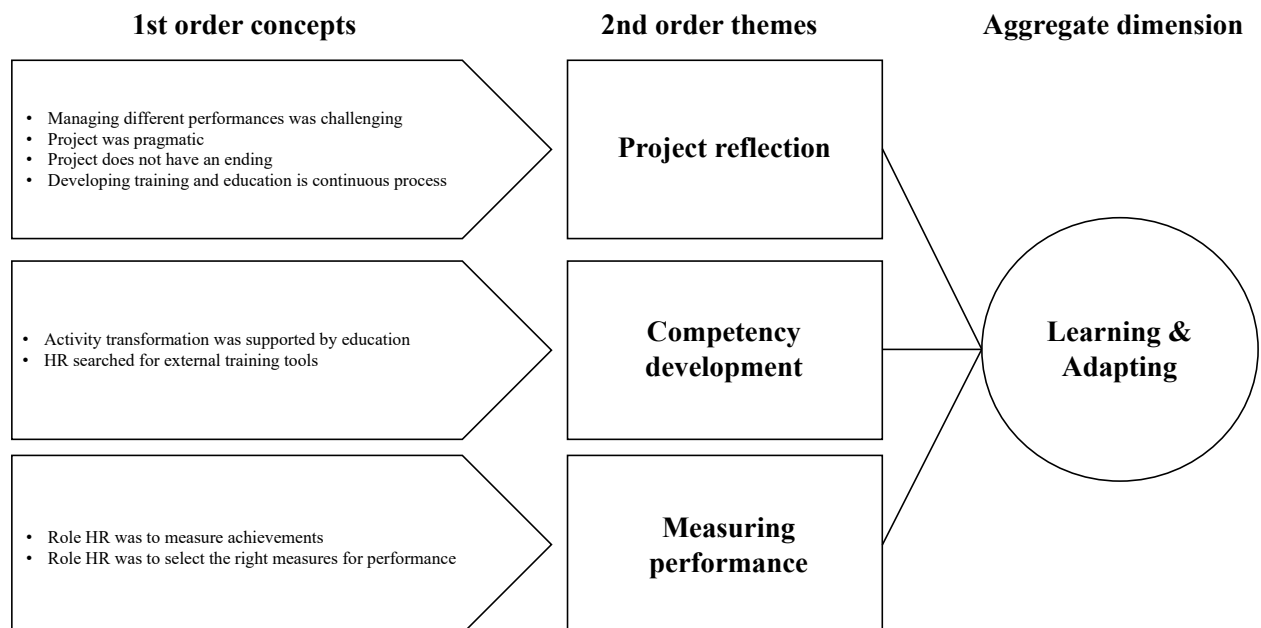 1st order concepts
2nd order themes
Aggregate dimension
• Managing different performances was challenging
• Project was pragmatic
• Project does not have an ending
• Developing training and education is continuous process
Project reflection
• Activity transformation was supported by education
• HR searched for external training tools
Competency
development
• Role HR was to measure achievements
• Role HR was to select the right measures for performance
Measuring
performance
Learning &
Adapting